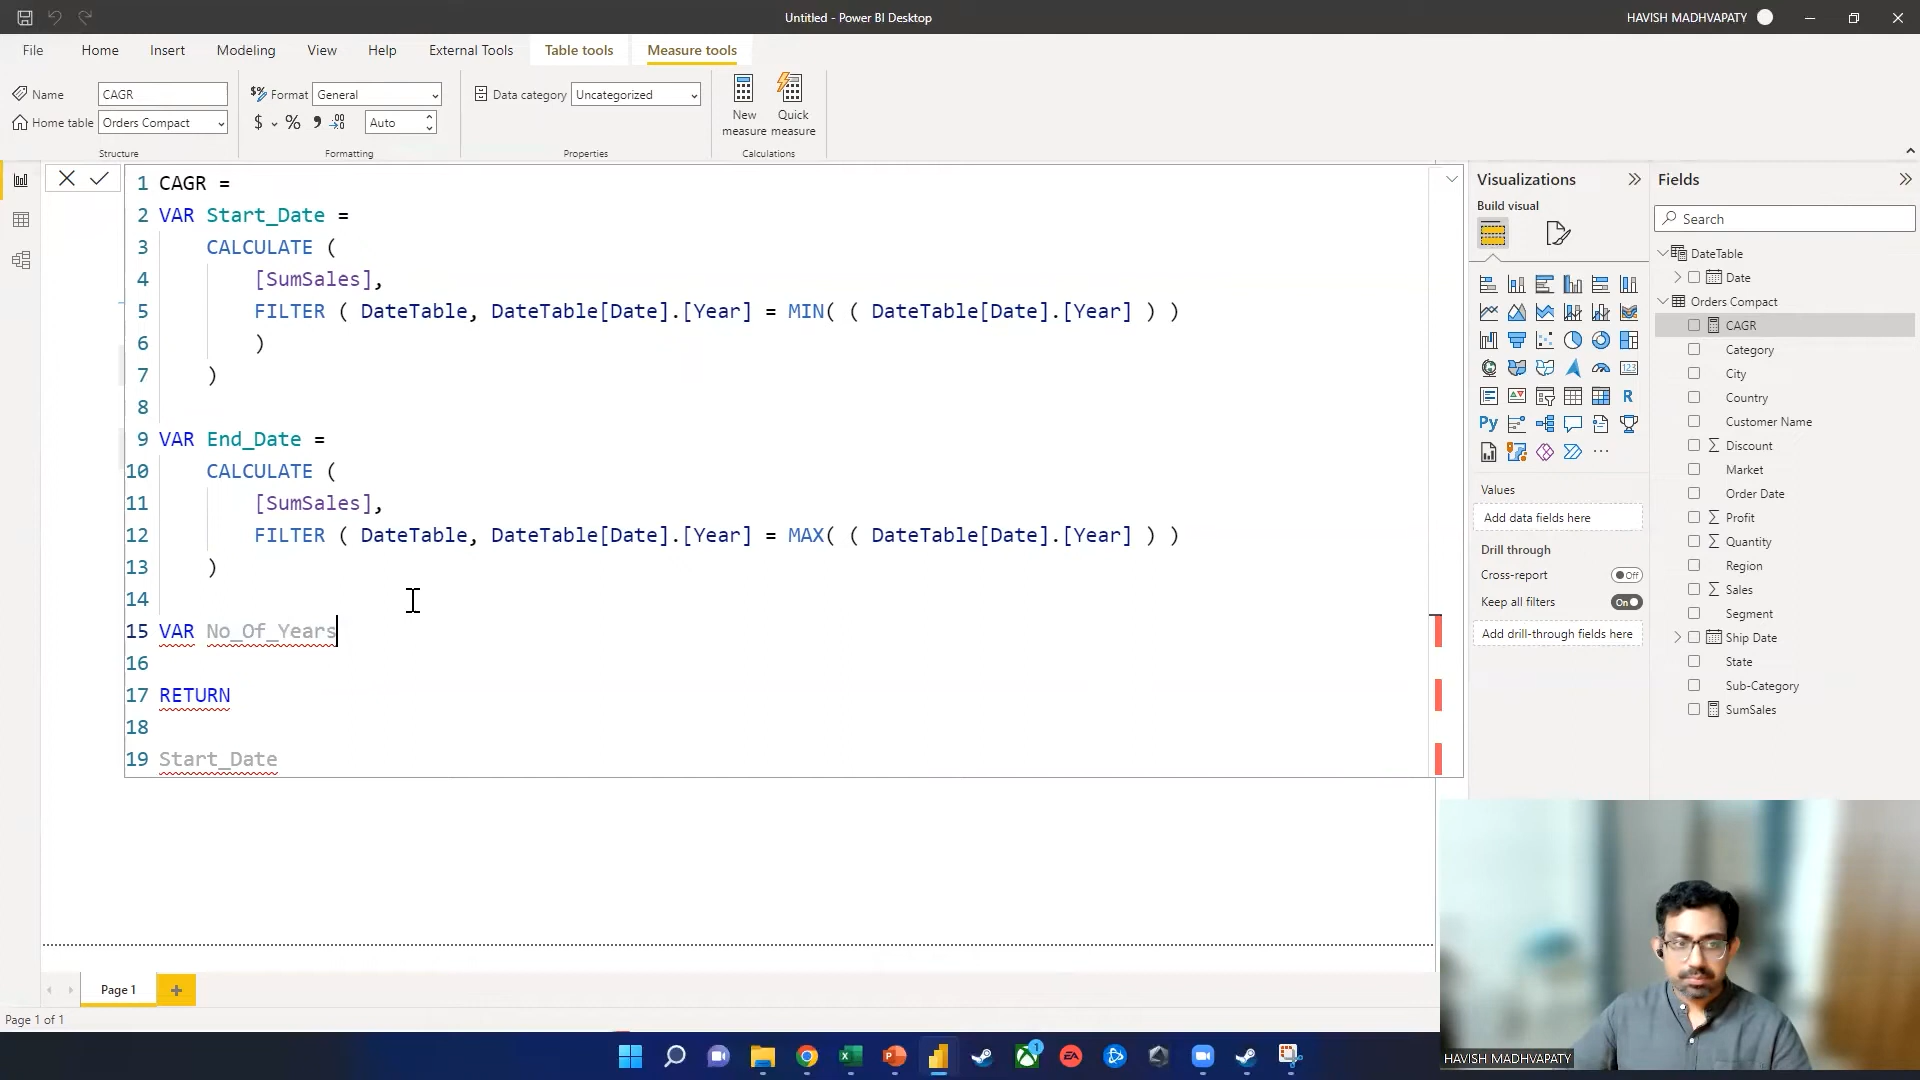 Untitled - Power BI Desktop
HAVISH MADHVAPATY
File Home Insert Modeling View Help External Tools Table tools Measure tools
Name CAGR
Home table Orders Compact
Structure
Format General
$ % , Auto
Formatting
Data category Uncategorized
Properties
New measure
Quick measure
Calculations
1 CAGR =
2 VAR Start_Date =
3 CALCULATE (
4 [SumSales],
5 FILTER ( DateTable, DateTable[Date].[Year] = MIN( ( DateTable[Date].[Year] ) )
6 )
7 )
8
9 VAR End_Date =
10 CALCULATE (
11 [SumSales],
12 FILTER ( DateTable, DateTable[Date].[Year] = MAX( ( DateTable[Date].[Year] ) )
13 )
14
15 VAR No_Of_Years
16
17 RETURN
18
19 Start_Date
Visualizations
Build visual
123
R
Py
...
Values
Add data fields here
Drill through
Cross-report Off
Keep all filters On
Add drill-through fields here
Fields
Search
DateTable
Date
Orders Compact
CAGR
Category
City
Country
Customer Name
Discount
Market
Order Date
Profit
Quantity
Region
Sales
Segment
Ship Date
State
Sub-Category
SumSales
Page 1
+
Page 1 of 1
1
EA
HAVISH MADHVAPATY